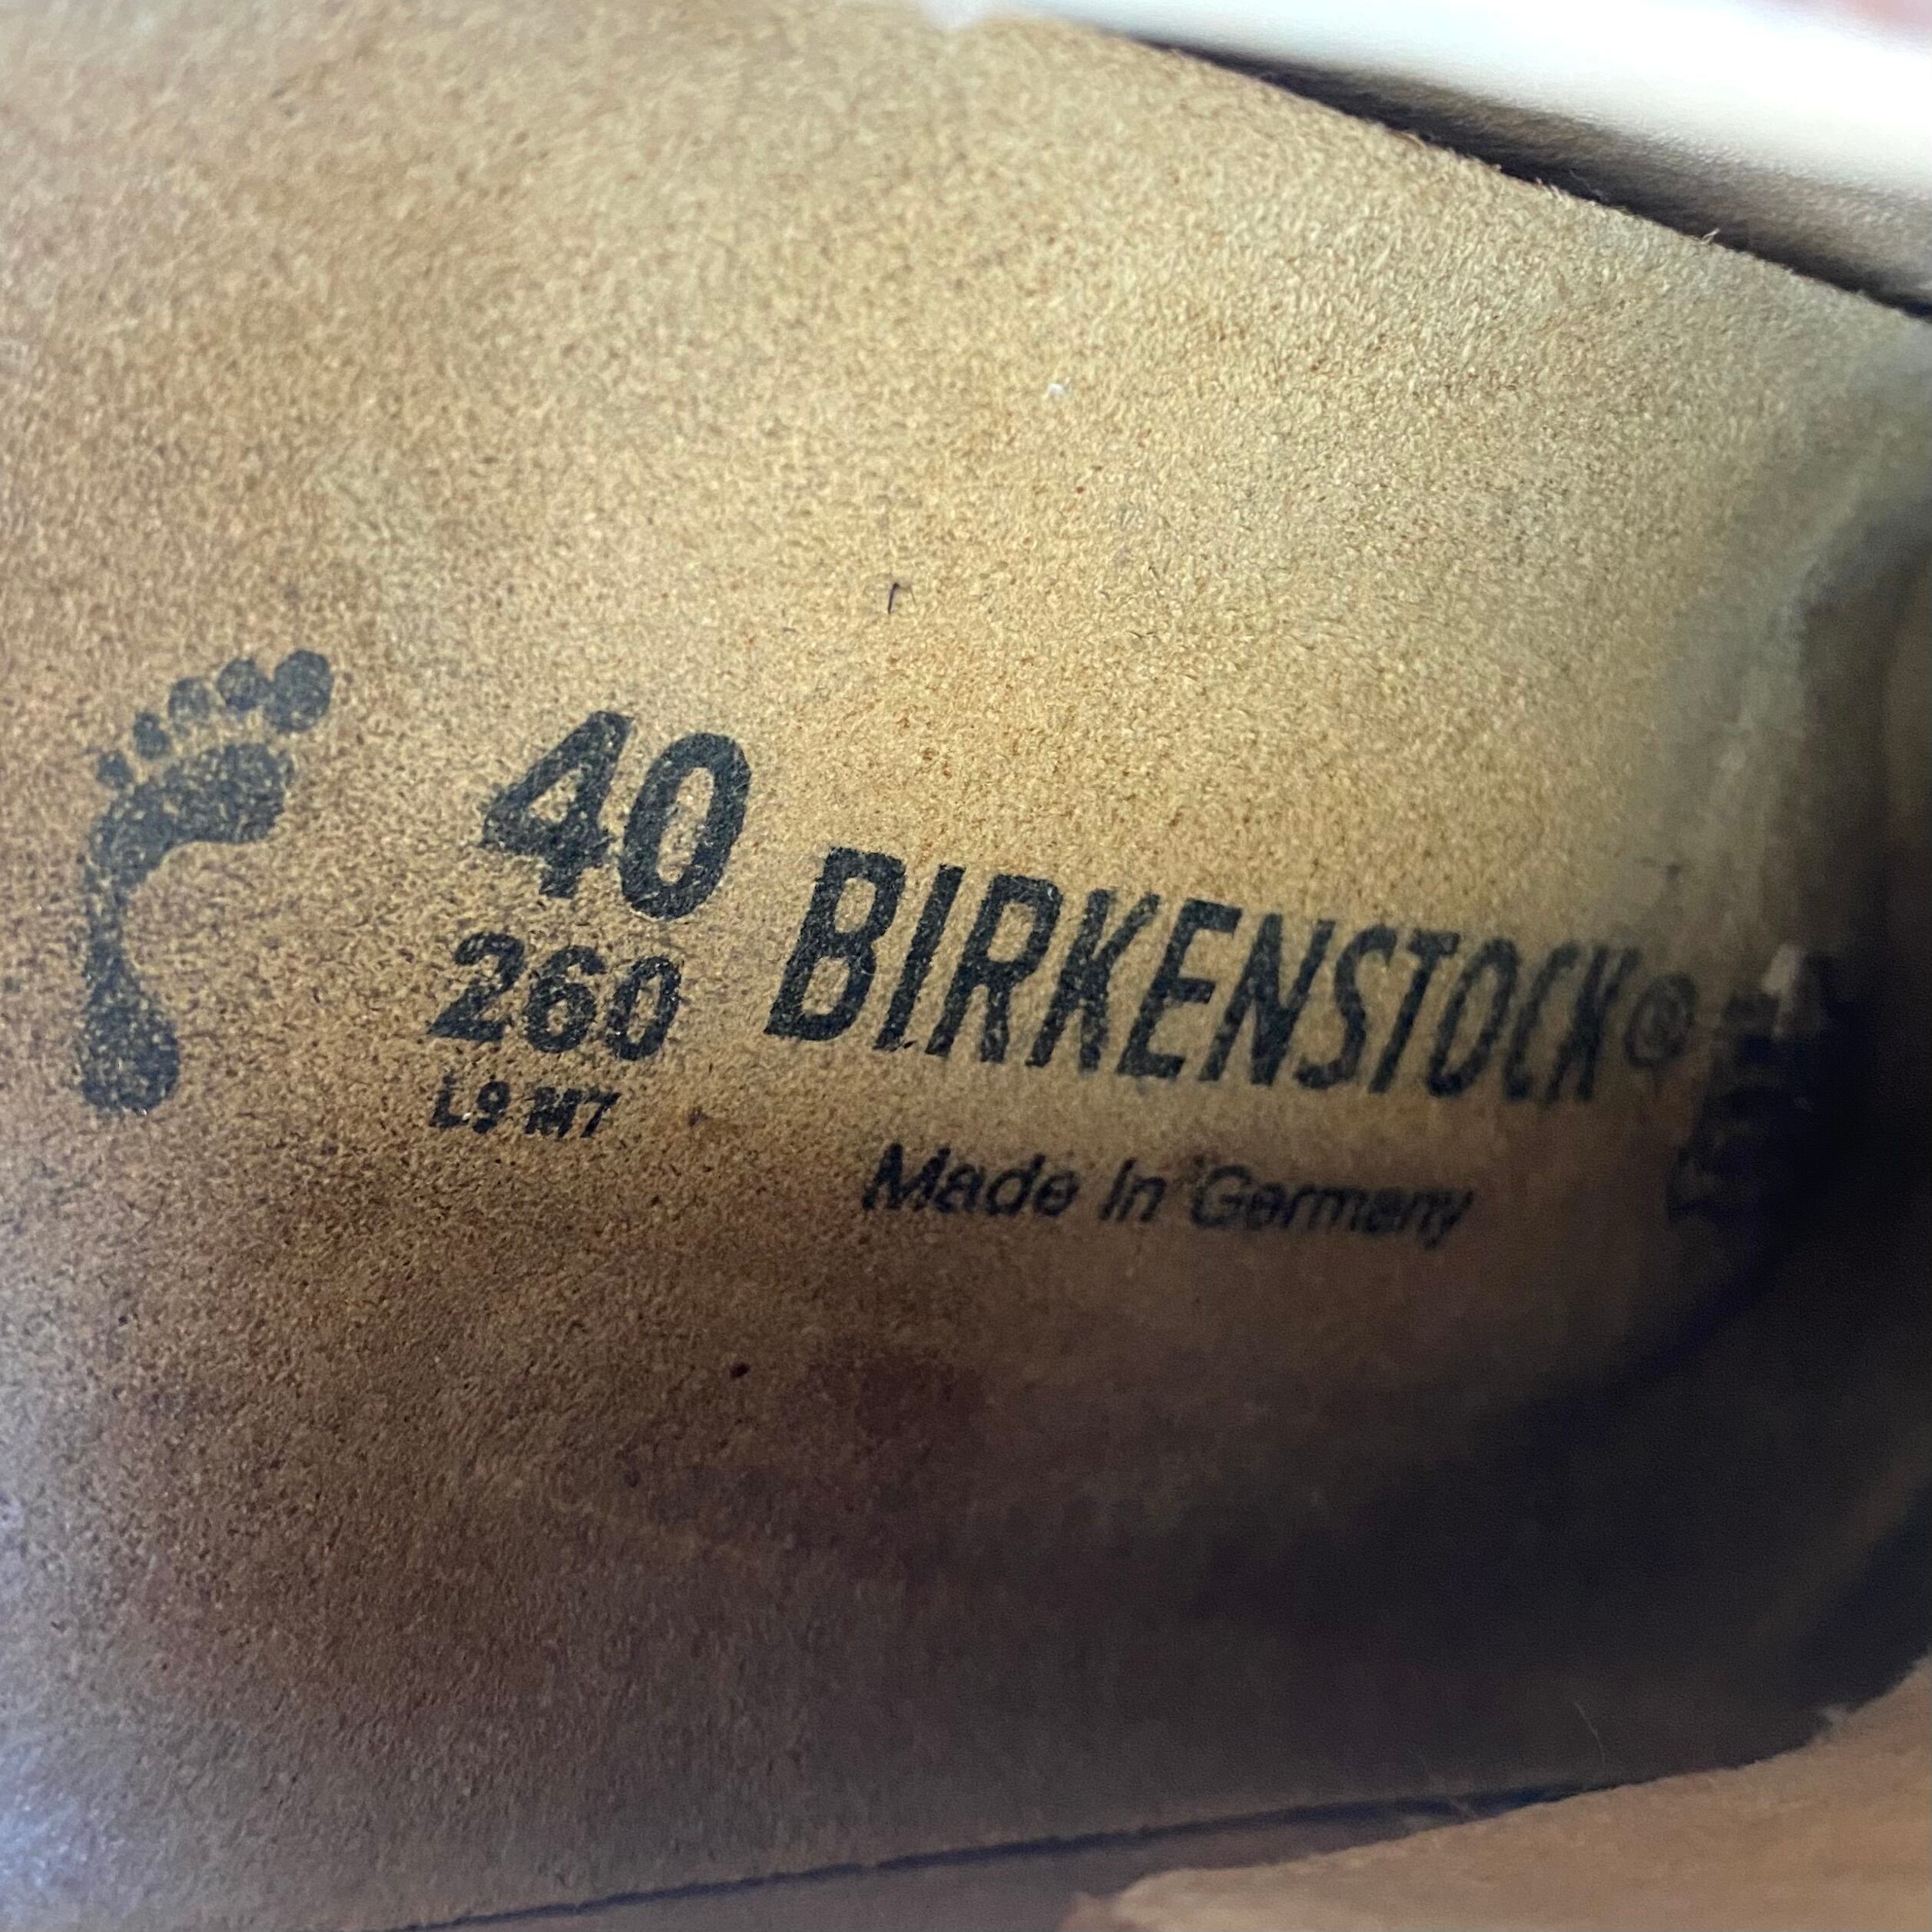 40
260
L9 M7
BIRKENSTOCK®
Made In Germany